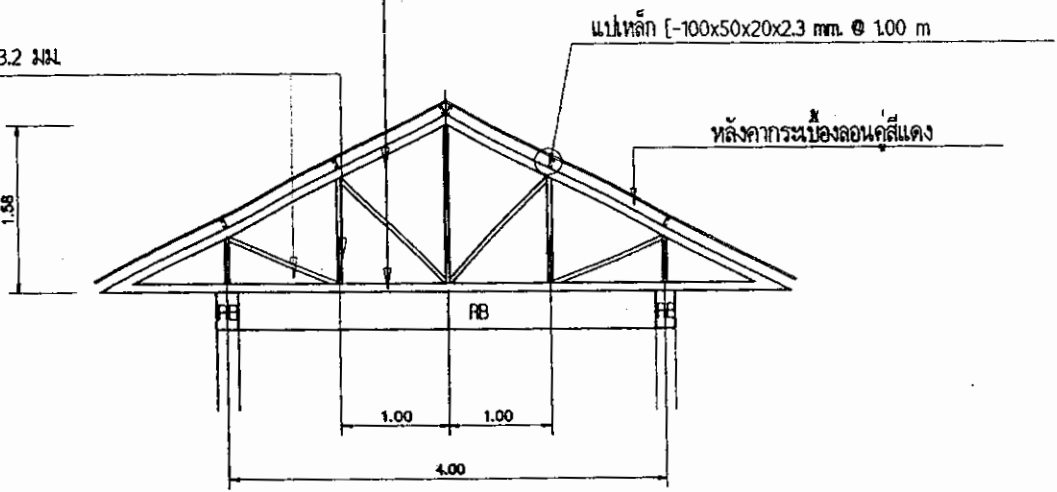 แปเหล็ก [-100x50x20x2.3 mm. @ 1.00 m
3.2 มม.
หลังคากระเบื้องลอนคู่สีแดง
1.58
RB
RB
RB
1.00
1.00
4.00